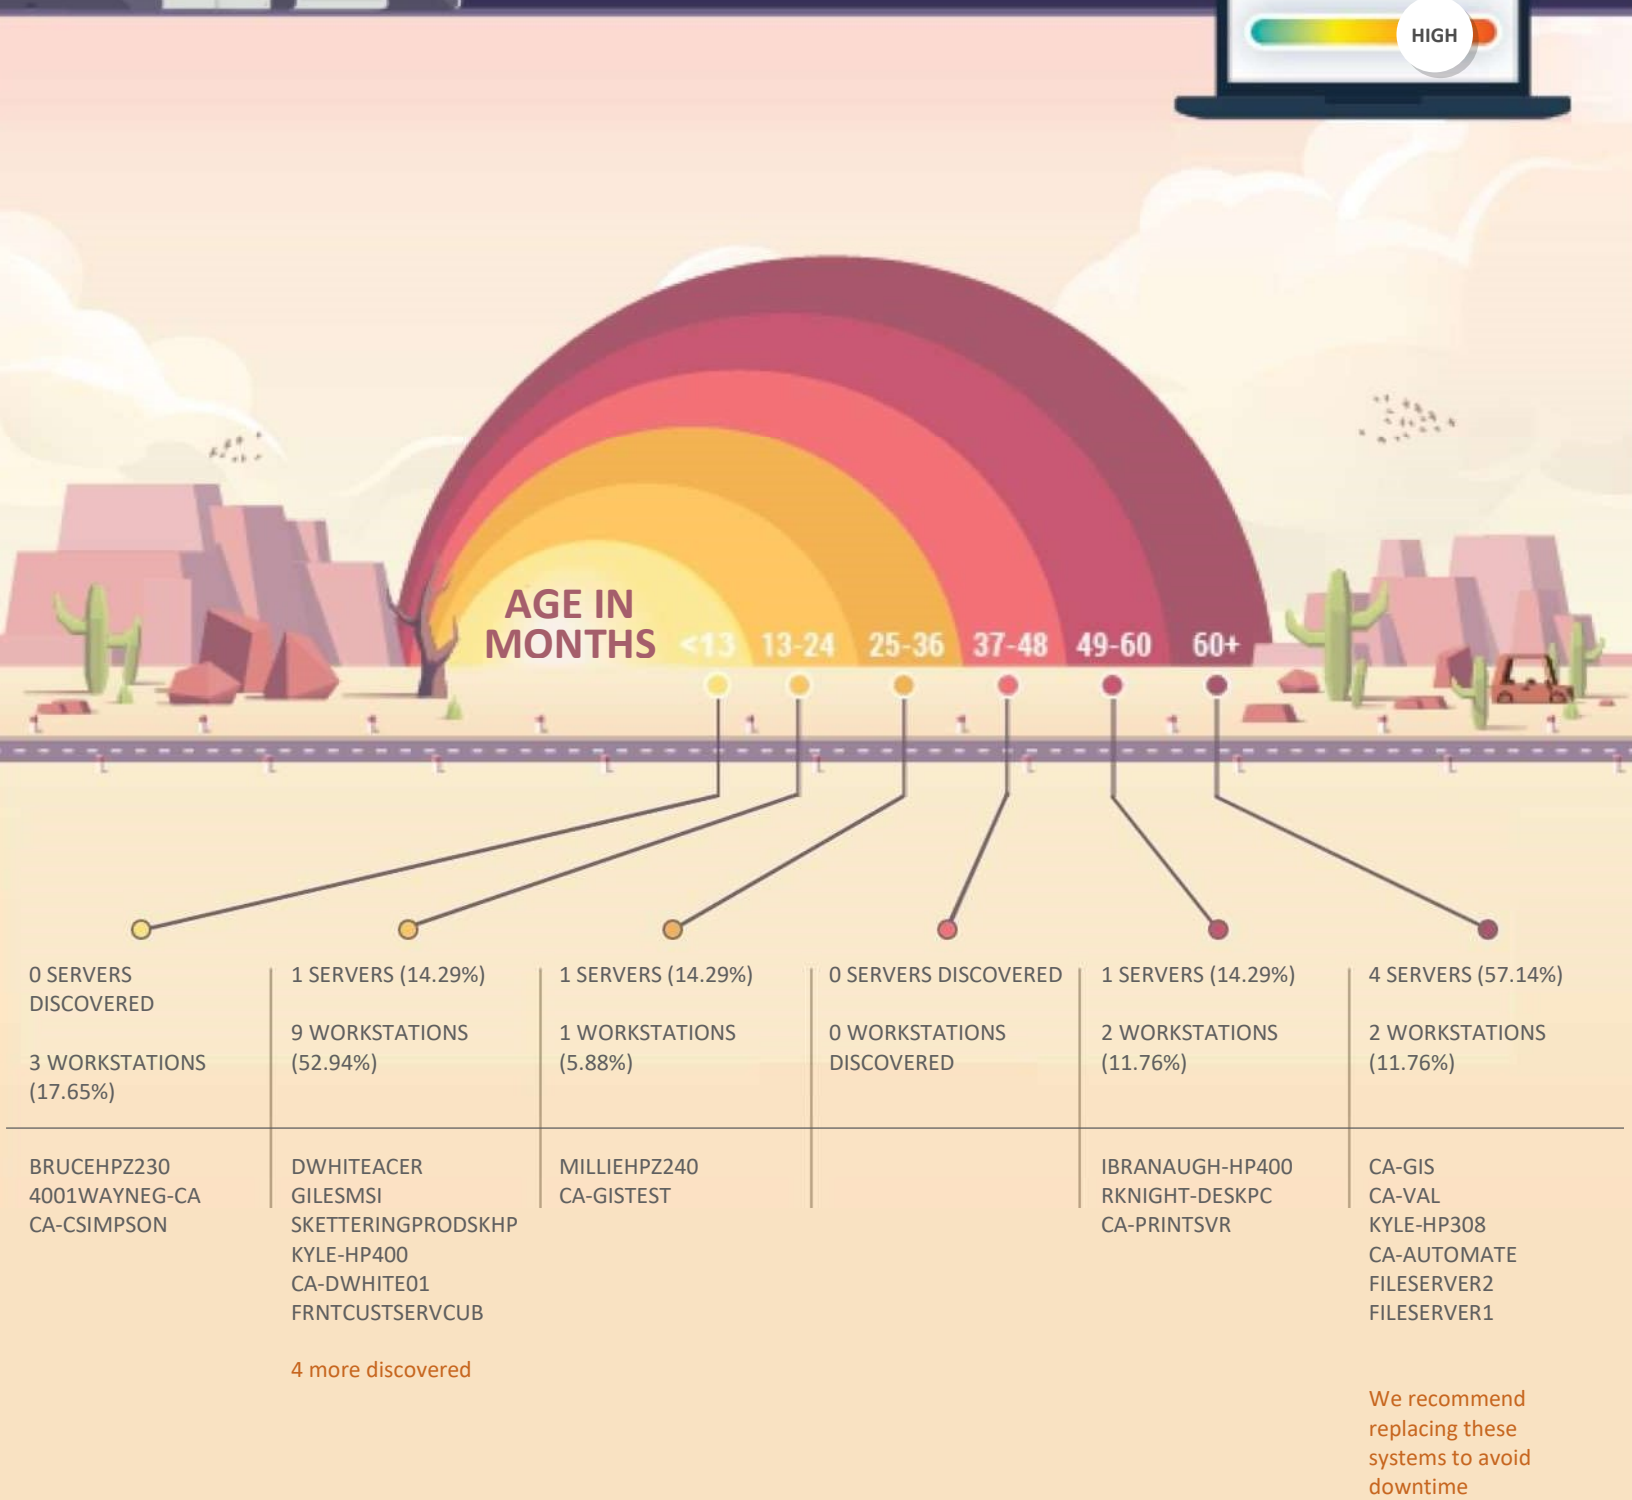 HIGH
AGE IN
MONTHS
<13
13-24
25-36
37-48
49-60
60+
0 SERVERS
DISCOVERED
3 WORKSTATIONS
(17.65%)
BRUCEHPZ230
4001WAYNEG-CA
CA-CSIMPSON
1 SERVERS (14.29%)
9 WORKSTATIONS
(52.94%)
DWHITEACER
GILESMSI
SKETTERINGPRODSKHP
KYLE-HP400
CA-DWHITE01
FRNTCUSTSERVCUB
4 more discovered
1 SERVERS (14.29%)
1 WORKSTATIONS
(5.88%)
MILLIEHPZ240
CA-GISTEST
0 SERVERS DISCOVERED
0 WORKSTATIONS
DISCOVERED
1 SERVERS (14.29%)
2 WORKSTATIONS
(11.76%)
IBRANAUGH-HP400
RKNIGHT-DESKPC
CA-PRINTSVR
4 SERVERS (57.14%)
2 WORKSTATIONS
(11.76%)
CA-GIS
CA-VAL
KYLE-HP308
CA-AUTOMATE
FILESERVER2
FILESERVER1
We recommend
replacing these
systems to avoid
downtime